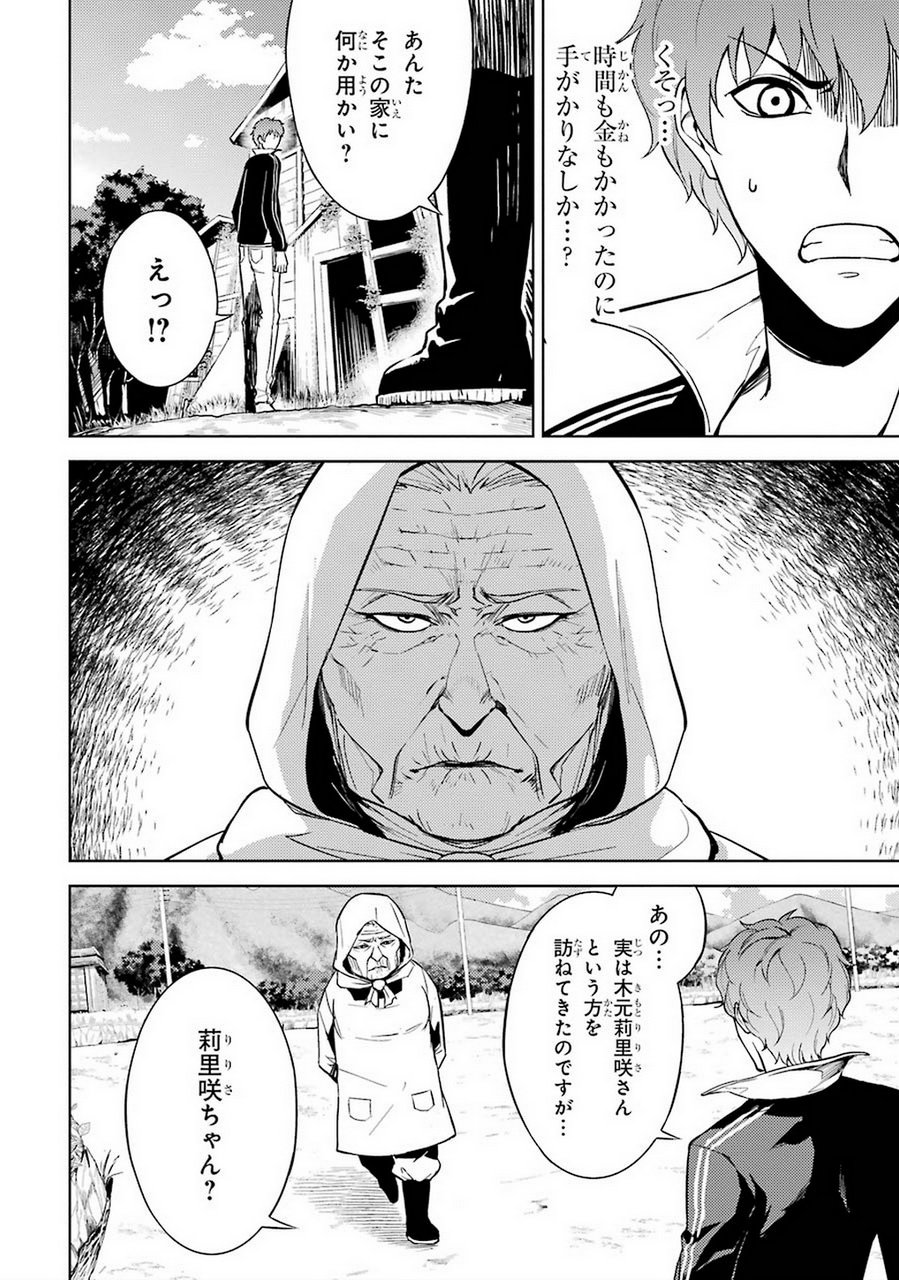 くそっ…
時間も金もかかったのに
手がかりなしか…?
あんた
そこの家に
何か用かい?
えっ!?
あの…
実は木元莉里咲さん
という方を
訪ねてきたのですが…
莉里咲ちゃん?